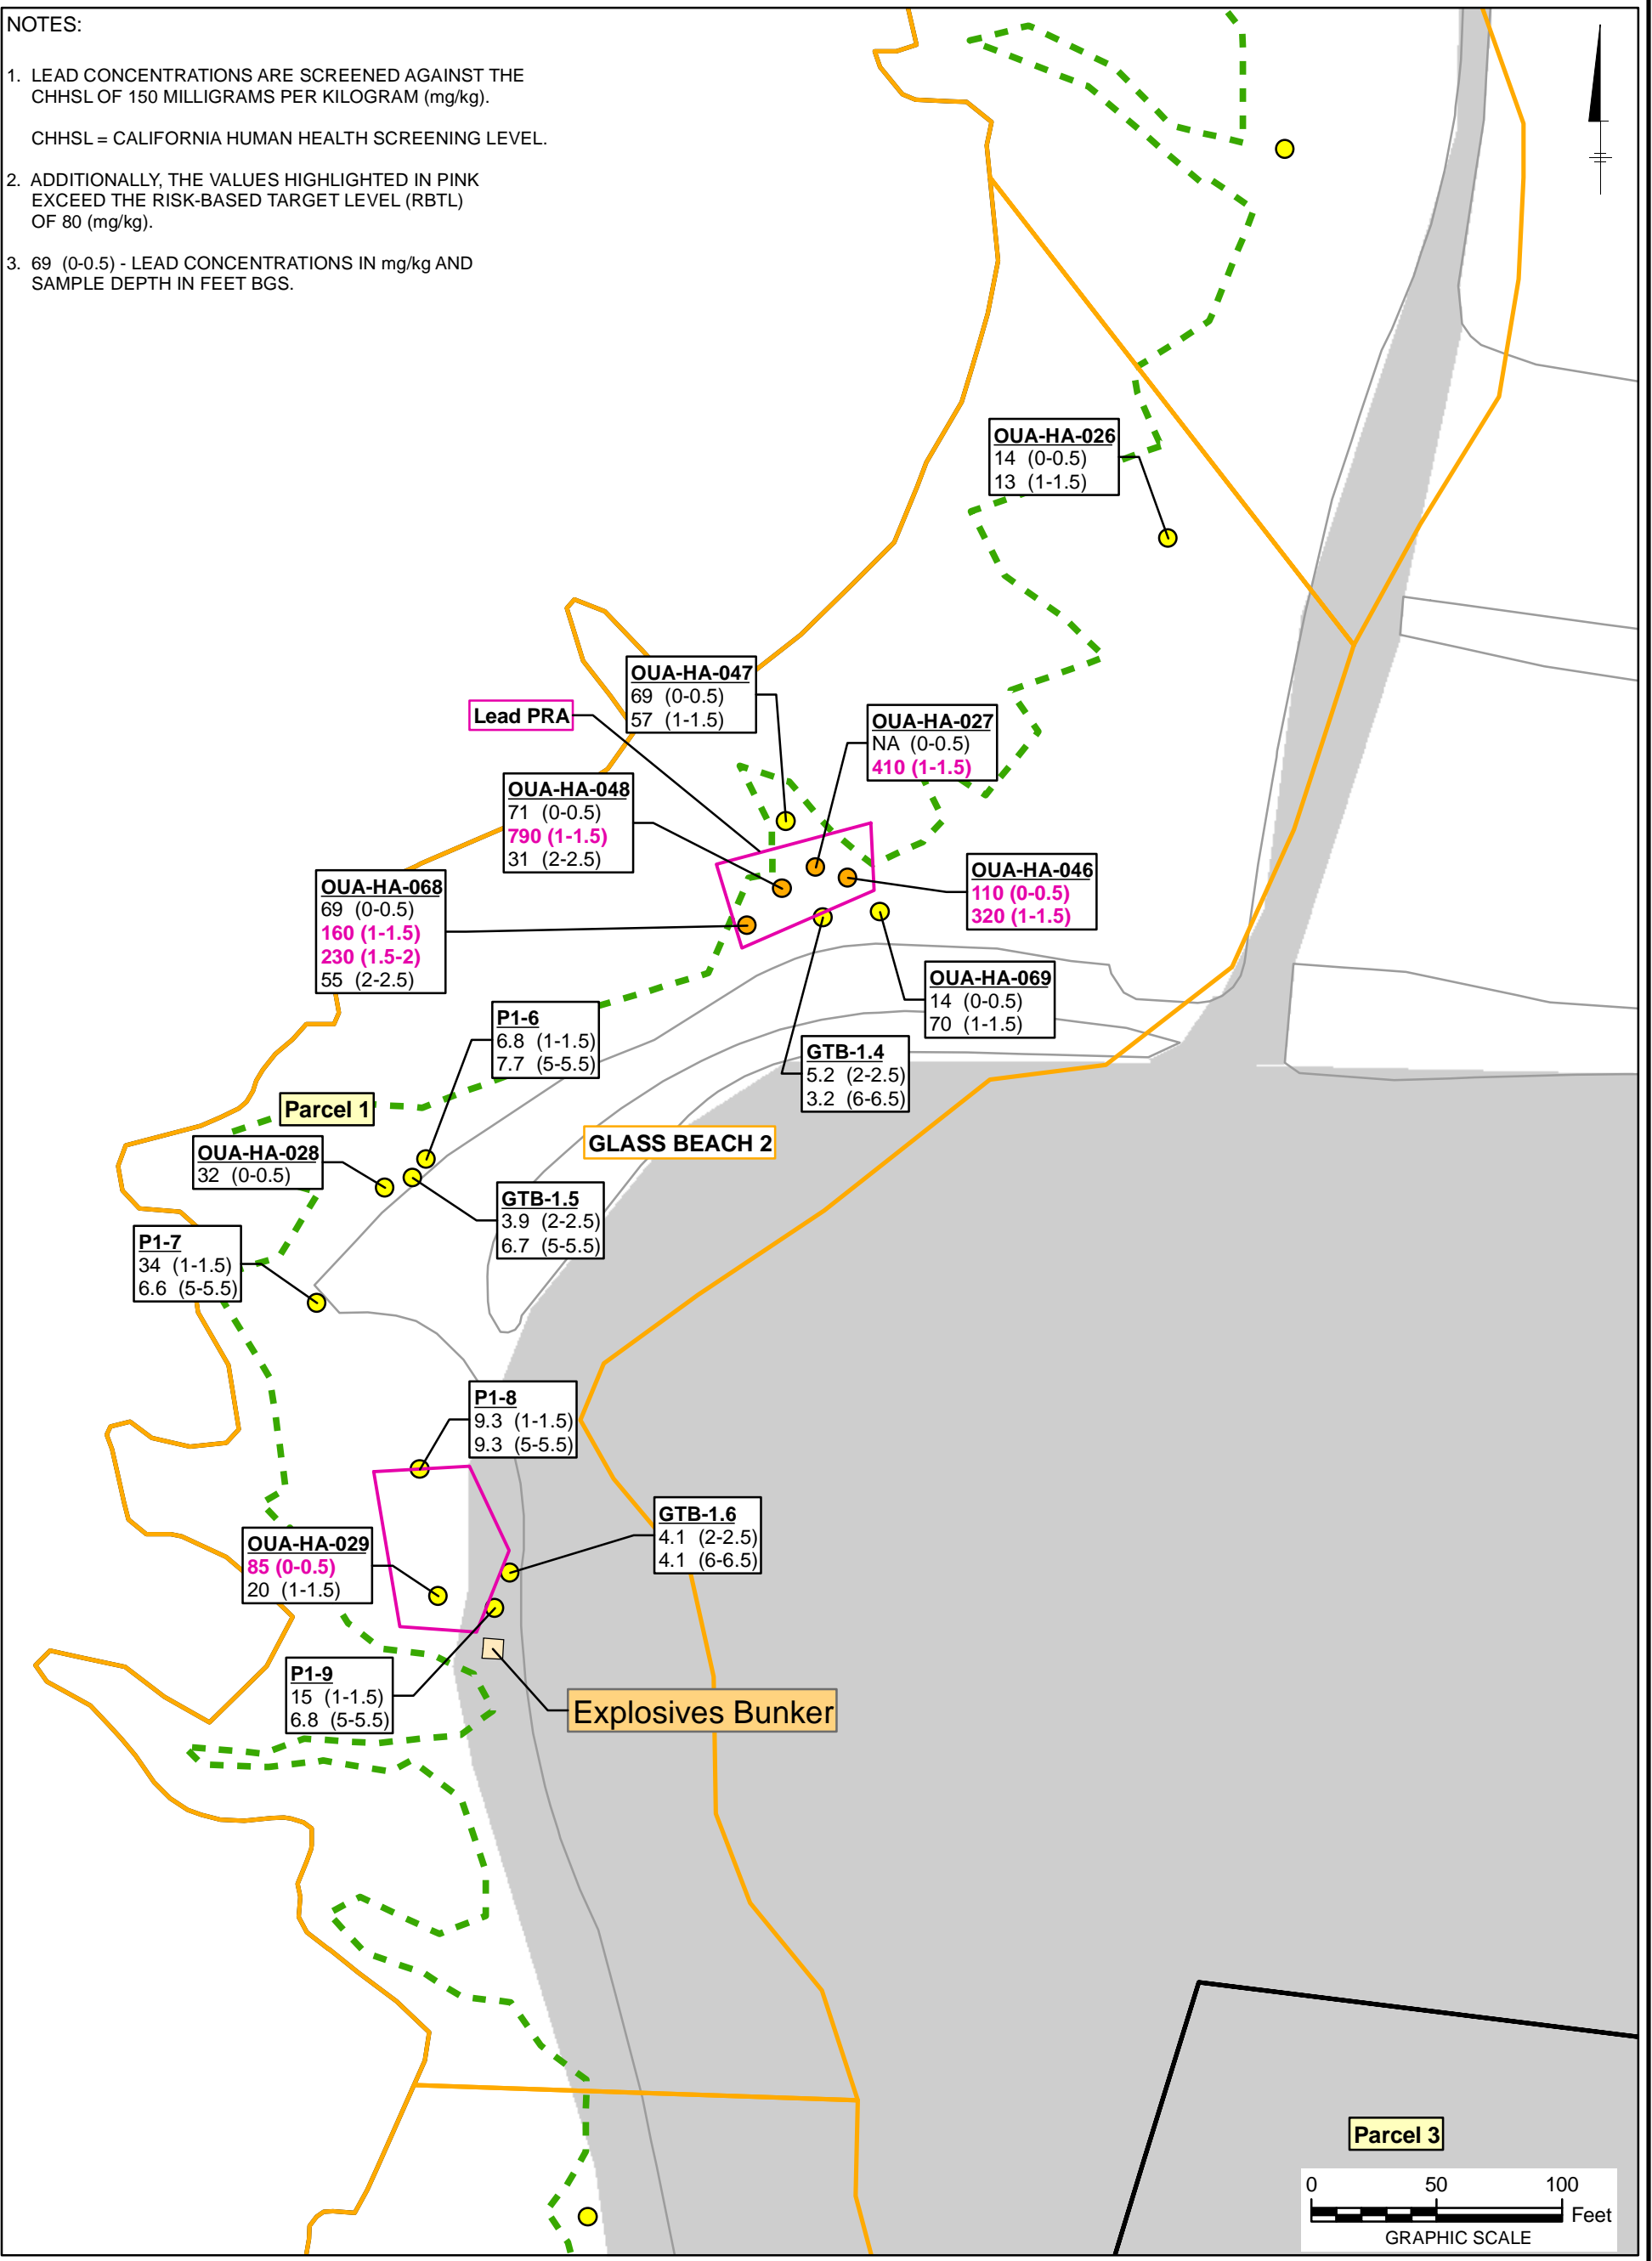 NOTES:
1. LEAD CONCENTRATIONS ARE SCREENED AGAINST THE
CHHSL OF 150 MILLIGRAMS PER KILOGRAM (mg/kg).
CHHSL = CALIFORNIA HUMAN HEALTH SCREENING LEVEL.
2. ADDITIONALLY, THE VALUES HIGHLIGHTED IN PINK
EXCEED THE RISK-BASED TARGET LEVEL (RBTL)
OF 80 (mg/kg).
3. 69 (0-0.5) - LEAD CONCENTRATIONS IN mg/kg AND
SAMPLE DEPTH IN FEET BGS.
OUA-HA-026
14 (0-0.5)
13 (1-1.5)
OUA-HA-047
69 (0-0.5)
57 (1-1.5)
Lead PRA
OUA-HA-027
NA (0-0.5)
410 (1-1.5)
OUA-HA-048
71 (0-0.5)
790 (1-1.5)
31 (2-2.5)
OUA-HA-046
110 (0-0.5)
320 (1-1.5)
OUA-HA-068
69 (0-0.5)
160 (1-1.5)
230 (1.5-2)
55 (2-2.5)
OUA-HA-069
14 (0-0.5)
70 (1-1.5)
P1-6
6.8 (1-1.5)
7.7 (5-5.5)
GTB-1.4
5.2 (2-2.5)
3.2 (6-6.5)
Parcel 1
GLASS BEACH 2
OUA-HA-028
32 (0-0.5)
GTB-1.5
3.9 (2-2.5)
6.7 (5-5.5)
P1-7
34 (1-1.5)
6.6 (5-5.5)
P1-8
9.3 (1-1.5)
9.3 (5-5.5)
GTB-1.6
4.1 (2-2.5)
4.1 (6-6.5)
OUA-HA-029
85 (0-0.5)
20 (1-1.5)
P1-9
15 (1-1.5)
6.8 (5-5.5)
Explosives Bunker
Parcel 3
0 50 100
Feet
GRAPHIC SCALE